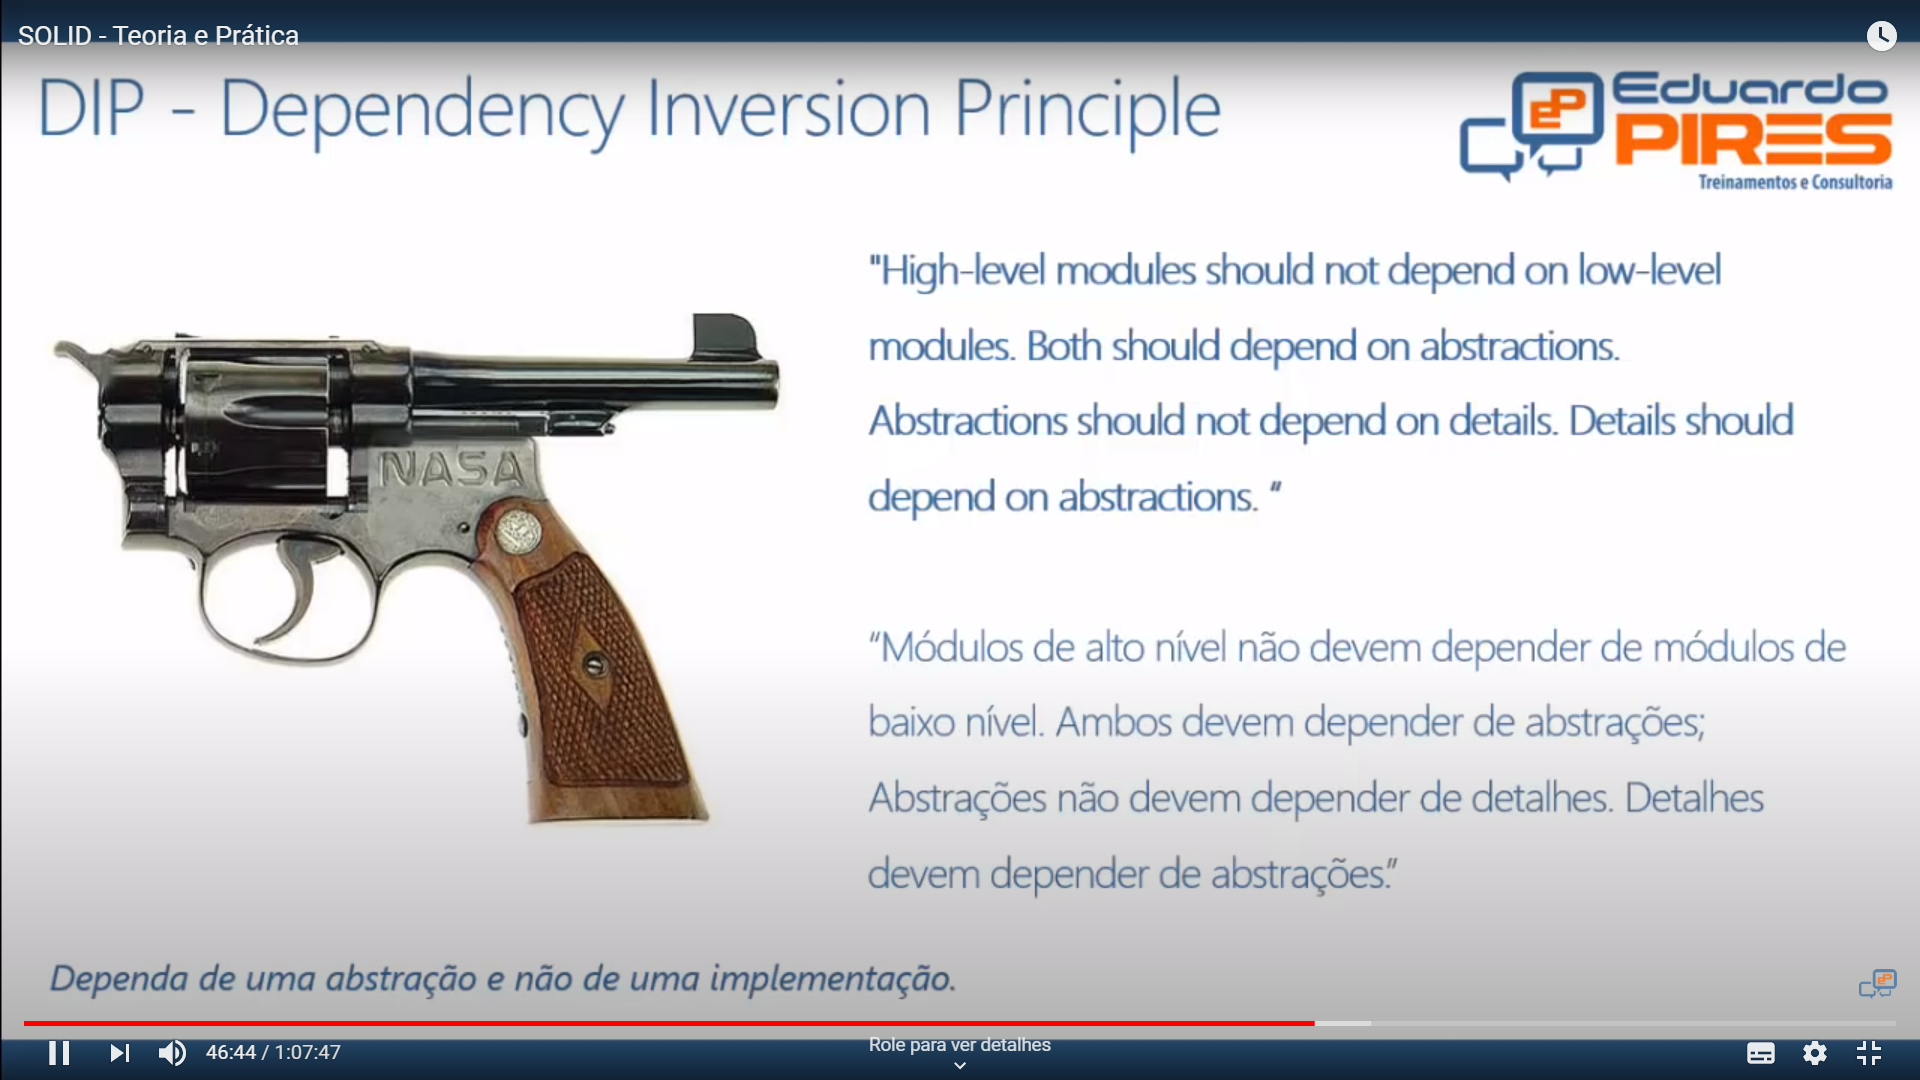 SOLID - Teoria e Prática
DIP - Dependency Inversion Principle
eP
Eduardo
PIRES
Treinamentos e Consultoria
"High-level modules should not depend on low-level
modules. Both should depend on abstractions.
Abstractions should not depend on details. Details should
depend on abstractions. “
NASA
“Módulos de alto nível não devem depender de módulos de
baixo nível. Ambos devem depender de abstrações;
Abstrações não devem depender de detalhes. Detalhes
devem depender de abstrações.”
Dependa de uma abstração e não de uma implementação.
eP
46:44 / 1:07:47
Role para ver detalhes